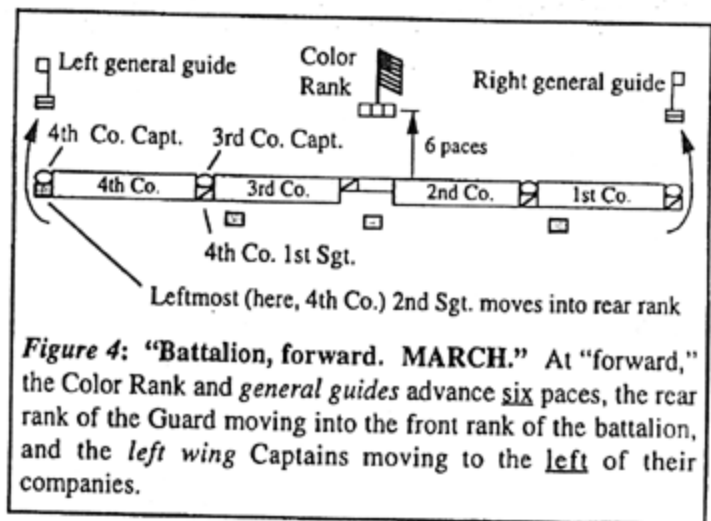 Left general guide
Color
Rank
Right general guide
4th Co. Capt.
3rd Co. Capt.
6 paces
4th Co.
3rd Co.
2nd Co.
1st Co.
4th Co. 1st Sgt.
Leftmost (here, 4th Co.) 2nd Sgt. moves into rear rank
Figure 4: “Battalion, forward. MARCH.” At “forward,”
the Color Rank and general guides advance six paces, the rear
rank of the Guard moving into the front rank of the battalion,
and the left wing Captains moving to the left of their
companies.